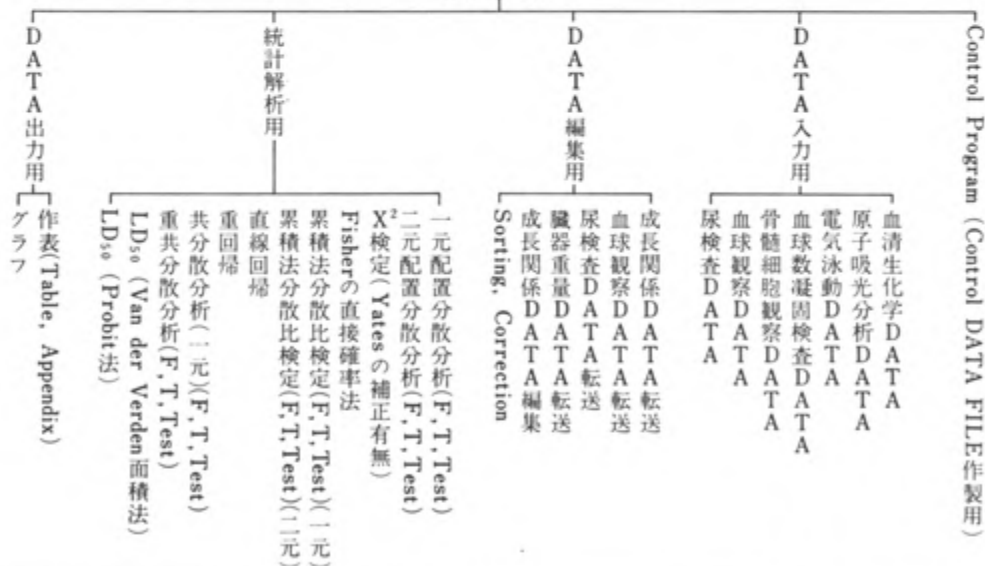 Control Program (Control DATA FILE作製用)
DATA入力用
血清生化学DATA
原子吸光分析DATA
電気泳動DATA
血球数凝固検査DATA
骨髄細胞観察DATA
血球観察DATA
尿検査DATA
DATA編集用
成長関係DATA転送
血球観察DATA転送
尿検査DATA転送
臓器重量DATA転送
成長関係DATA編集
Sorting, Correction
統計解析用
一元配置分散分析(F, T, Test)
二元配置分散分析(F, T, Test)
X²検定(Yatesの補正有無)
Fisherの直接確率法
累積法分散比検定(F, T, Test)(一元)
累積法分散比検定(F, T, Test)(二元)
直線回帰
重回帰
共分散分析(一元)(F, T, Test)
重共分散分析(F, T, Test)
LD₅₀ (Van der Verden面積法)
LD₅₀ (Probit法)
DATA出力用
作表(Table, Appendix)
グラフ